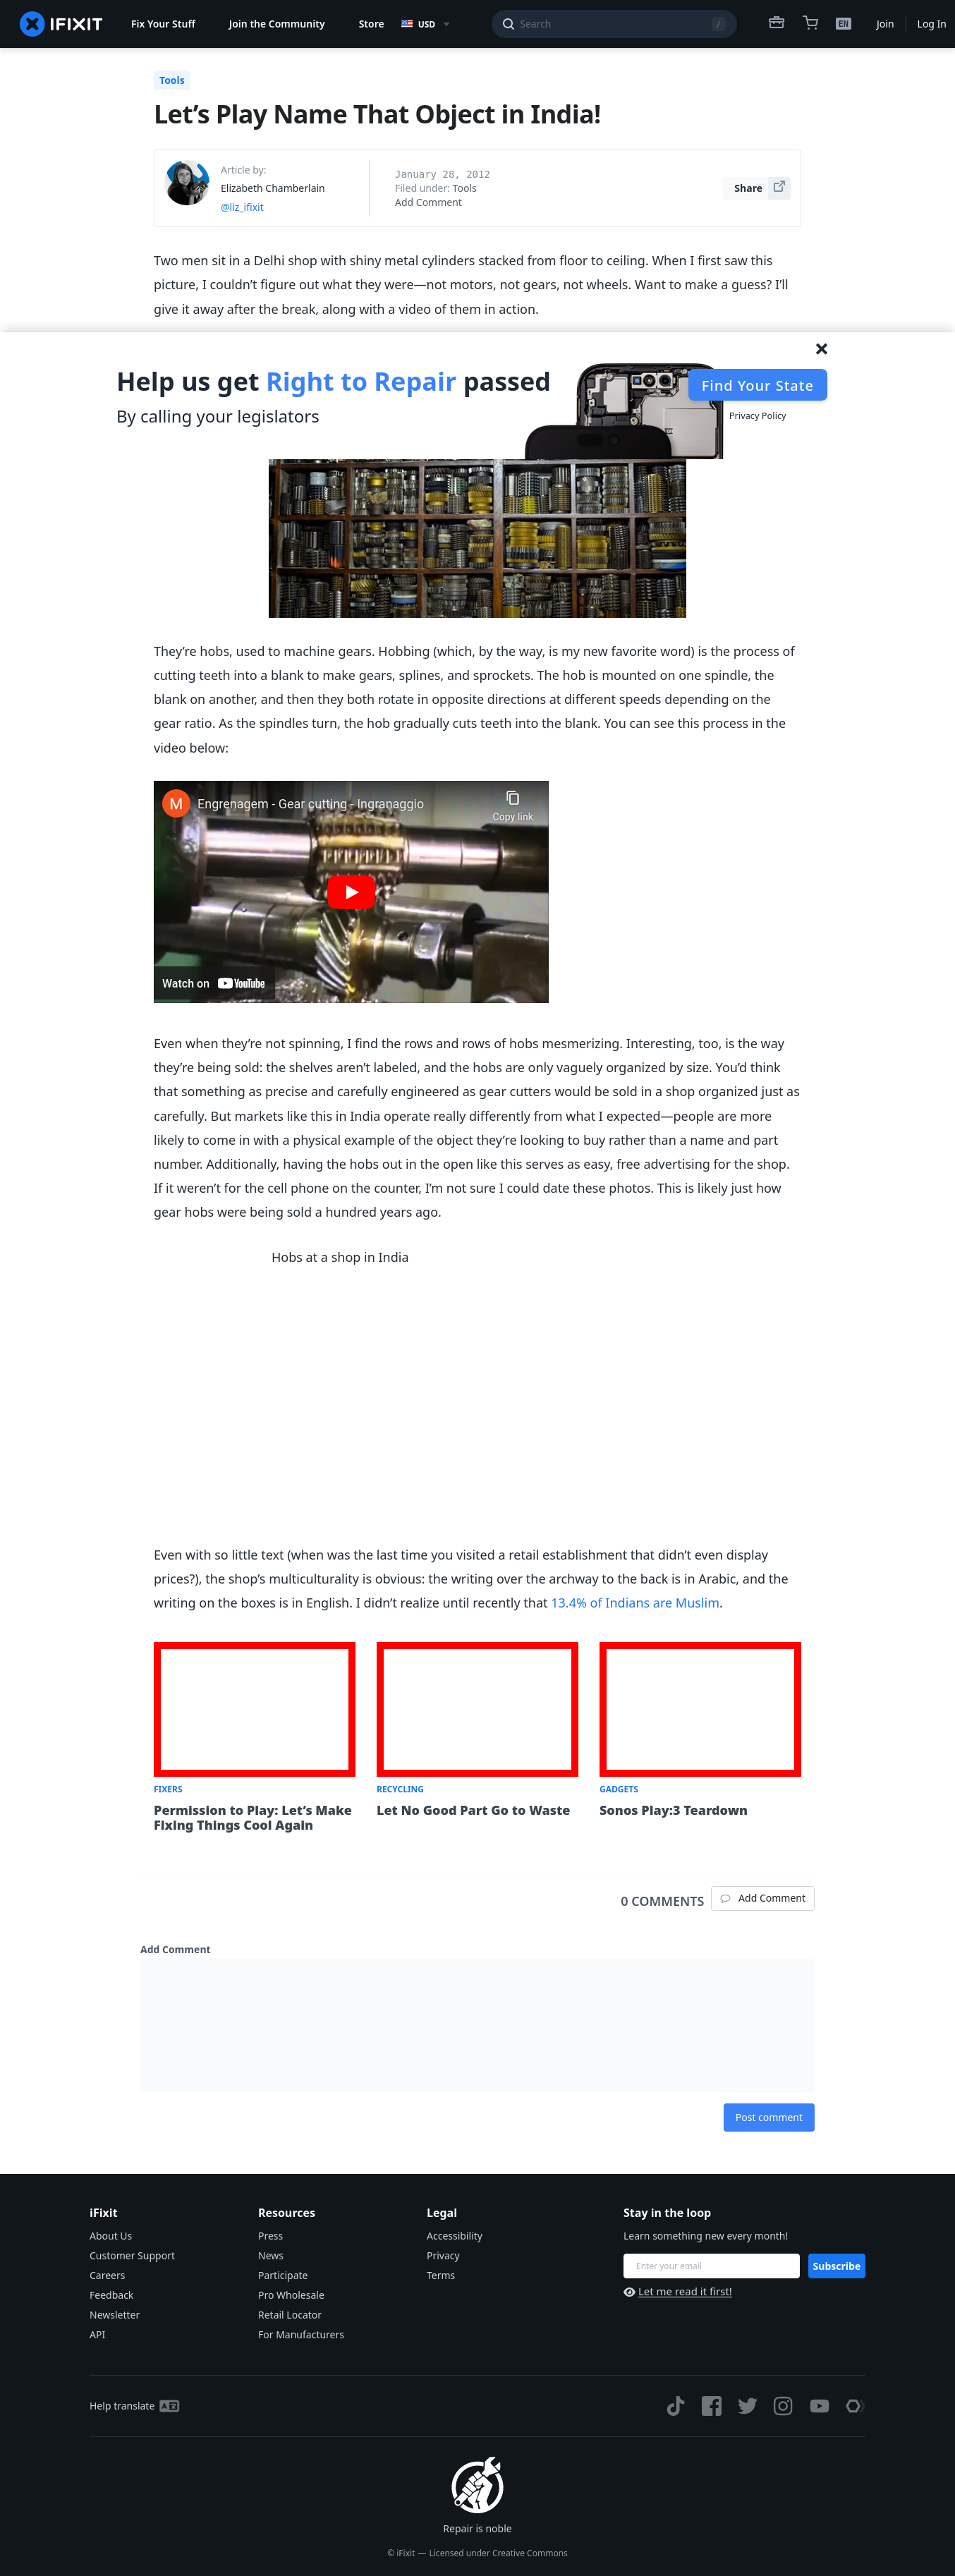 IFIXIT
Fix Your Stuff
Join the Community
Store
USD
Search
/
EN
Join
Log In
Tools
Let’s Play Name That Object in India!
Article by:
Elizabeth Chamberlain
@liz_ifixit
January 28, 2012
Filed under: Tools
Add Comment
Share
Two men sit in a Delhi shop with shiny metal cylinders stacked from floor to ceiling. When I first saw this
picture, I couldn’t figure out what they were—not motors, not gears, not wheels. Want to make a guess? I’ll
give it away after the break, along with a video of them in action.
Help us get Right to Repair passed
By calling your legislators
Find Your State
Privacy Policy
They’re hobs, used to machine gears. Hobbing (which, by the way, is my new favorite word) is the process of
cutting teeth into a blank to make gears, splines, and sprockets. The hob is mounted on one spindle, the
blank on another, and then they both rotate in opposite directions at different speeds depending on the
gear ratio. As the spindles turn, the hob gradually cuts teeth into the blank. You can see this process in the
video below:
M
Engrenagem - Gear cutting - Ingranaggio
Copy link
Watch on YouTube
Even when they’re not spinning, I find the rows and rows of hobs mesmerizing. Interesting, too, is the way
they’re being sold: the shelves aren’t labeled, and the hobs are only vaguely organized by size. You’d think
that something as precise and carefully engineered as gear cutters would be sold in a shop organized just as
carefully. But markets like this in India operate really differently from what I expected—people are more
likely to come in with a physical example of the object they’re looking to buy rather than a name and part
number. Additionally, having the hobs out in the open like this serves as easy, free advertising for the shop.
If it weren’t for the cell phone on the counter, I’m not sure I could date these photos. This is likely just how
gear hobs were being sold a hundred years ago.
Hobs at a shop in India
Even with so little text (when was the last time you visited a retail establishment that didn’t even display
prices?), the shop’s multiculturality is obvious: the writing over the archway to the back is in Arabic, and the
writing on the boxes is in English. I didn’t realize until recently that 13.4% of Indians are Muslim.
FIXERS
Permission to Play: Let’s Make
Fixing Things Cool Again
RECYCLING
Let No Good Part Go to Waste
GADGETS
Sonos Play:3 Teardown
0 COMMENTS
Add Comment
Add Comment
Post comment
iFixit
About Us
Customer Support
Careers
Feedback
Newsletter
API
Resources
Press
News
Participate
Pro Wholesale
Retail Locator
For Manufacturers
Legal
Accessibility
Privacy
Terms
Stay in the loop
Learn something new every month!
Enter your email
Subscribe
Let me read it first!
Help translate
Repair is noble
© iFixit — Licensed under Creative Commons